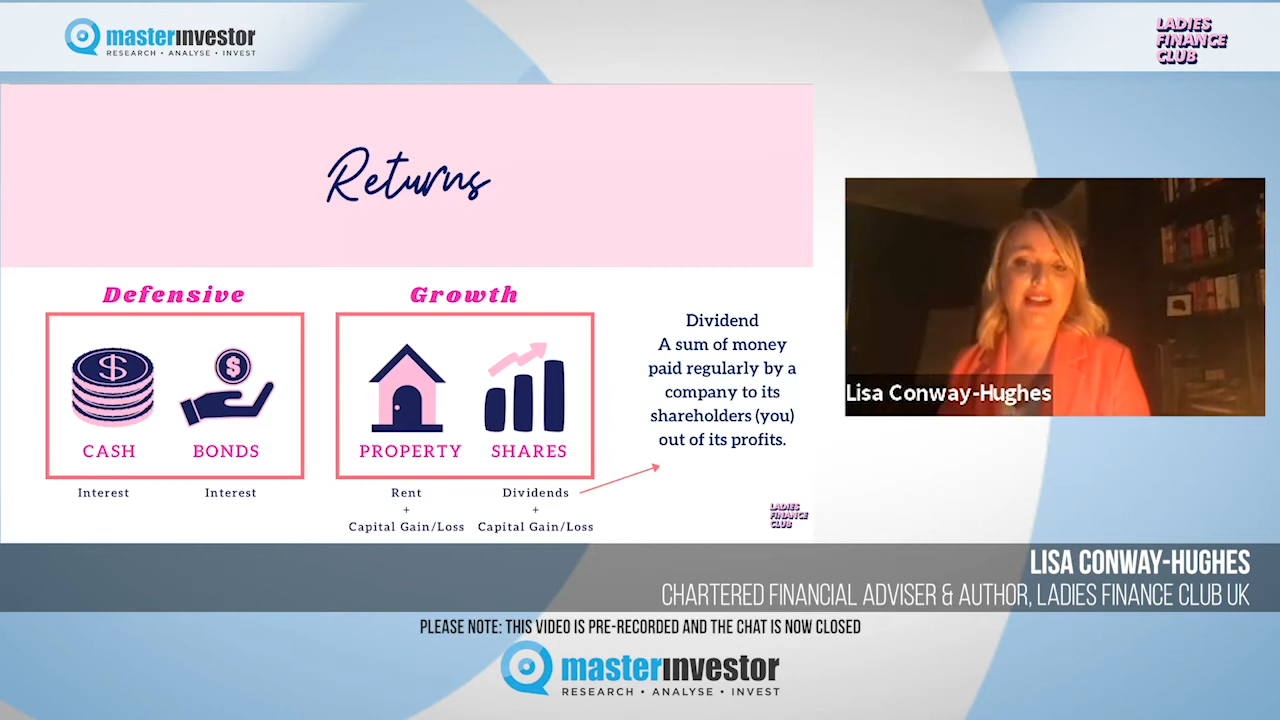 masterinvestor
RESEARCH • ANALYSE • INVEST
LADIES
FINANCE
CLUB
Returns
Defensive
Growth
$
$
CASH
BONDS
PROPERTY
SHARES
Interest
Interest
Rent
+
Capital Gain/Loss
Dividends
+
Capital Gain/Loss
Dividend
A sum of money
paid regularly by a
company to its
shareholders (you)
out of its profits.
LADIES
FINANCE
CLUB
Lisa Conway-Hughes
LISA CONWAY-HUGHES
CHARTERED FINANCIAL ADVISER & AUTHOR, LADIES FINANCE CLUB UK
PLEASE NOTE: THIS VIDEO IS PRE-RECORDED AND THE CHAT IS NOW CLOSED
masterinvestor
RESEARCH • ANALYSE • INVEST